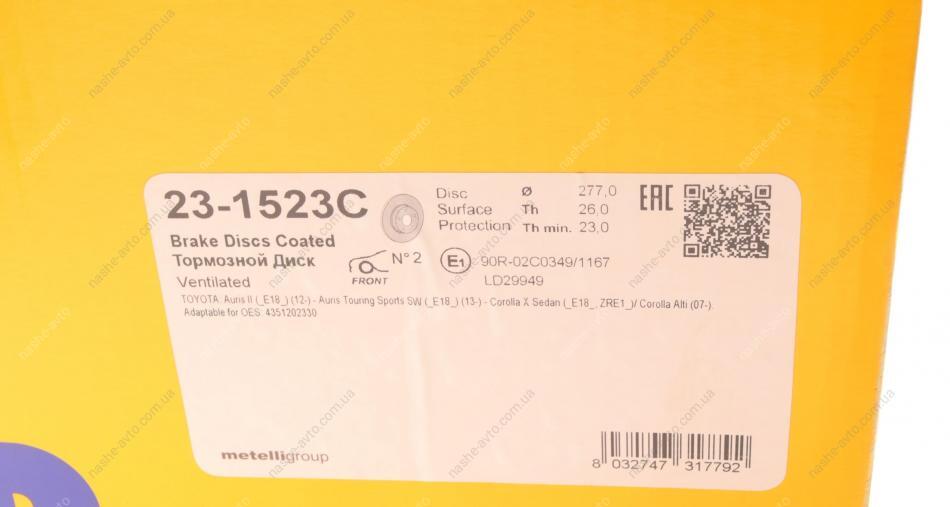 23-1523C
Disc Ø 277,0
Surface Th 26,0
Protection Th min. 23,0
EAC
Brake Discs Coated
Тормозной Диск
Ventilated
FRONT
N° 2
E1 90R-02C0349/1167
LD29949
TOYOTA: Auris II (_E18_) (12-) - Auris Touring Sports SW (_E18_) (13-) - Corolla X Sedan (_E18_, ZRE1_)/ Corolla Alti (07-).
Adaptable for OES: 4351202330
metelligroup
8 032747 317792
nashe-avto.com.ua